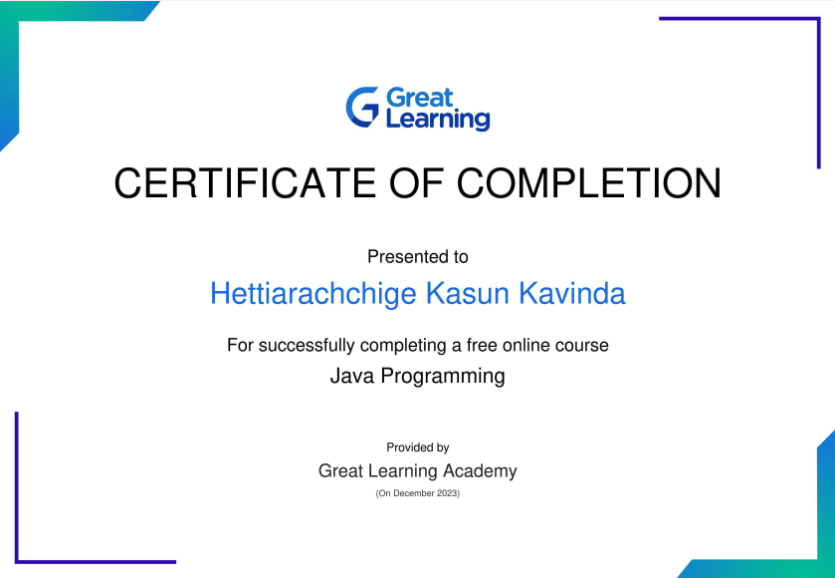 Great
Learning
CERTIFICATE OF COMPLETION
Presented to
Hettiarachchige Kasun Kavinda
For successfully completing a free online course
Java Programming
Provided by
Great Learning Academy
(On December 2023)